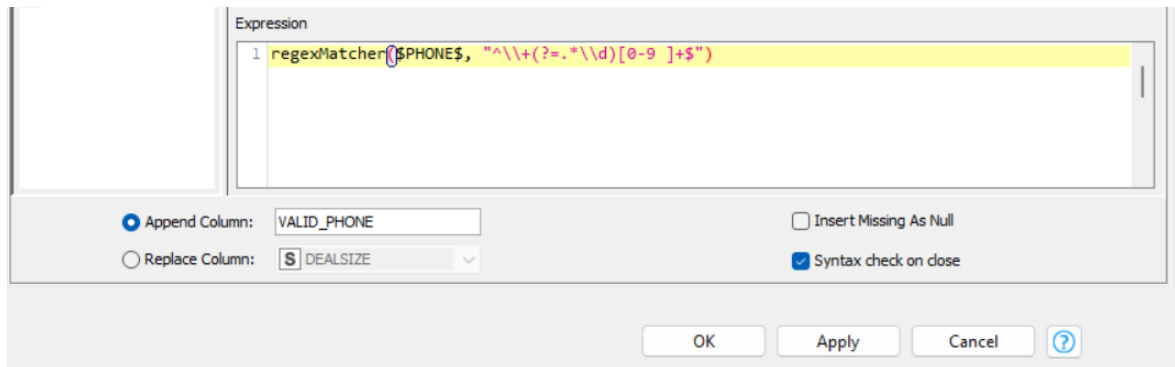 Expression
1 regexMatcher($PHONE$, "^\\+(?=.*\\d)[0-9 ]+$")
Append Column: VALID_PHONE Insert Missing As Null
Replace Column: S DEALSIZE Syntax check on close
OK Apply Cancel ?